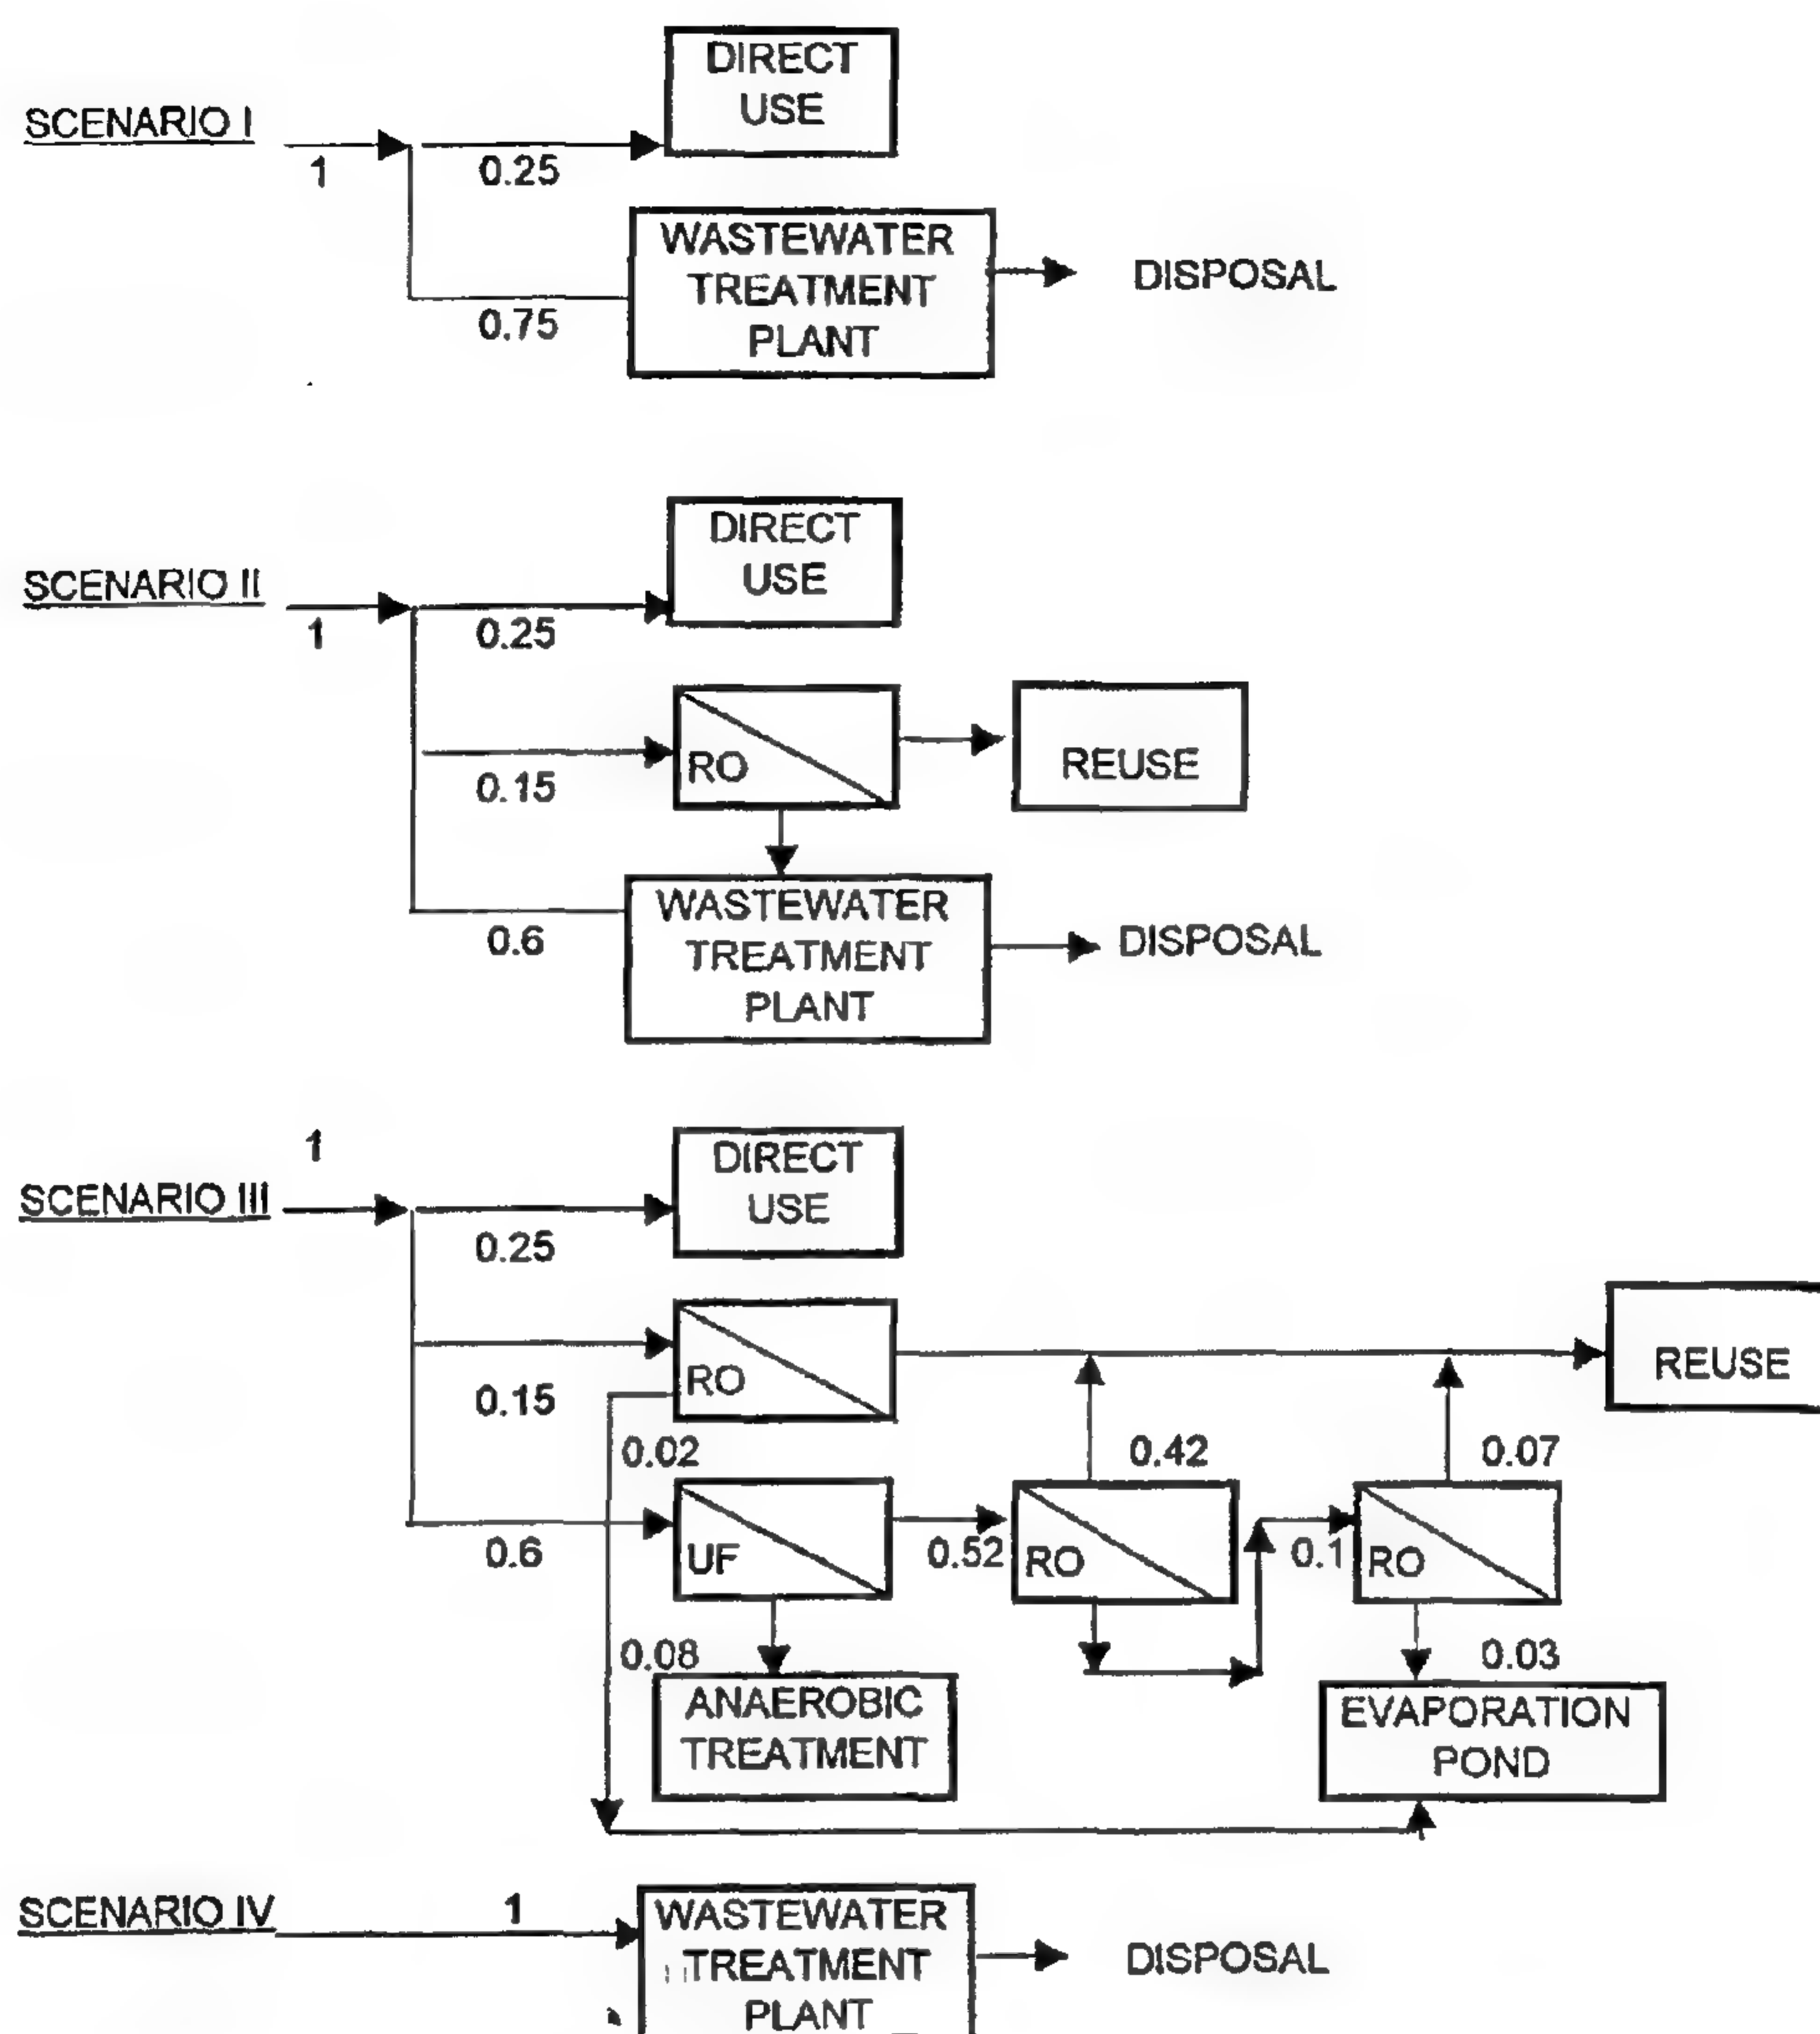 DIRECT
USE
SCENARIO I
1
0.25
WASTEWATER
TREATMENT
PLANT
DISPOSAL
0.75
DIRECT
USE
SCENARIO II
1
0.25
RO
REUSE
0.15
WASTEWATER
TREATMENT
PLANT
DISPOSAL
0.6
1
DIRECT
USE
SCENARIO III
0.25
RO
REUSE
0.15
0.02
0.42
0.07
UF
0.6
0.52
RO
0.1
RO
0.08
0.03
ANAEROBIC
TREATMENT
EVAPORATION
POND
SCENARIO IV
1
WASTEWATER
TREATMENT
PLANT
DISPOSAL